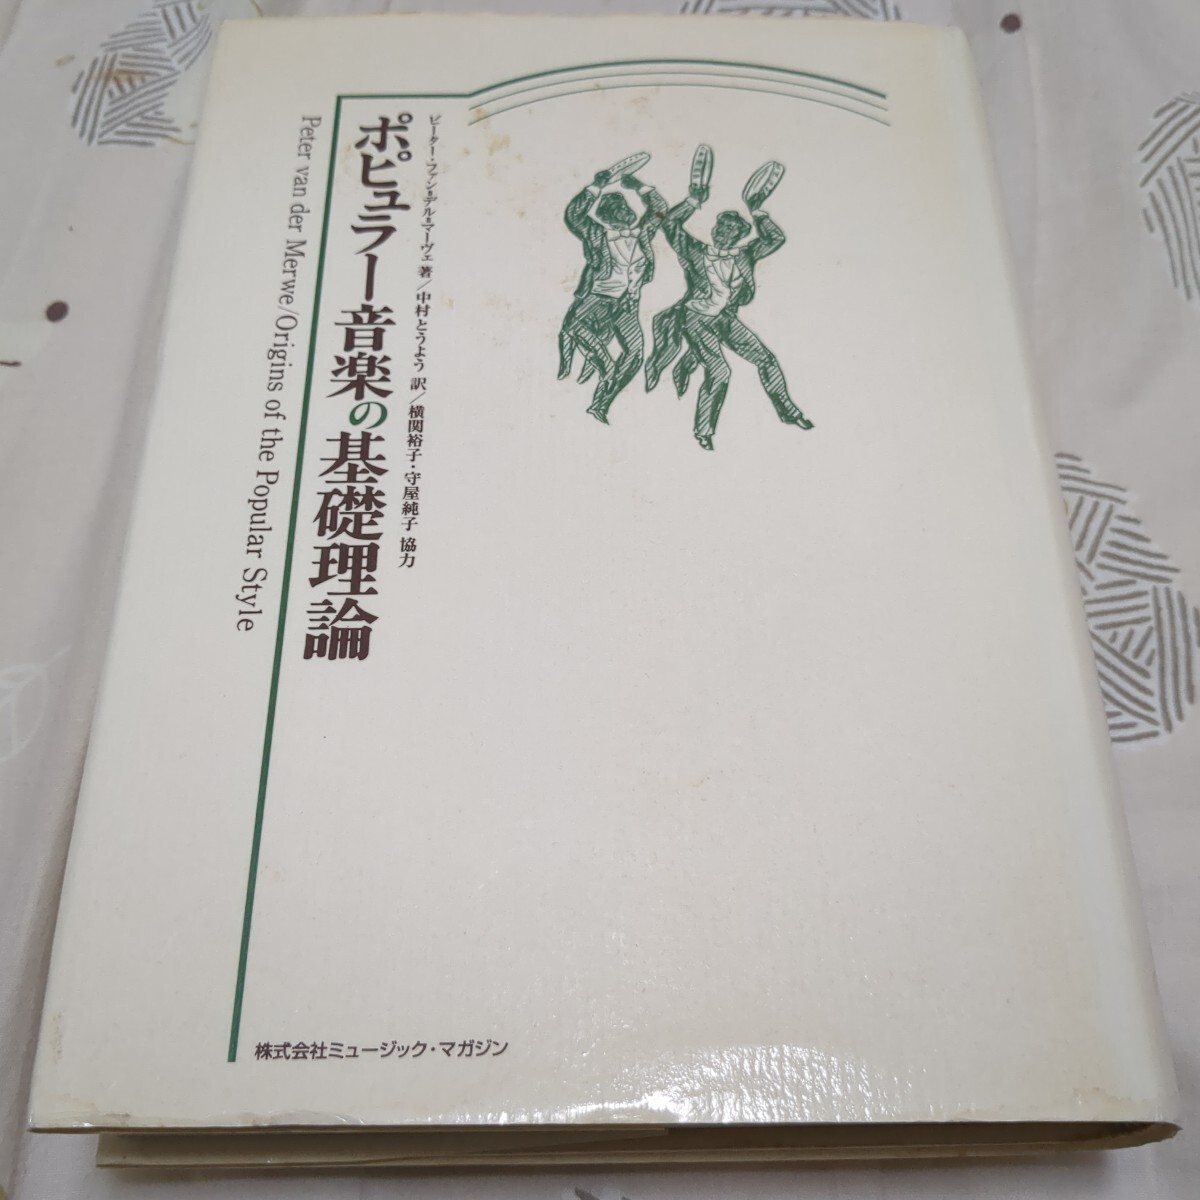 ピーター・ファン=デル=マーヴェ 著／中村とうよう 訳／横関裕子・守屋純子 協力
ポピュラー音楽の基礎理論
Peter van der Merwe/Origins of the Popular Style
株式会社ミュージック・マガジン